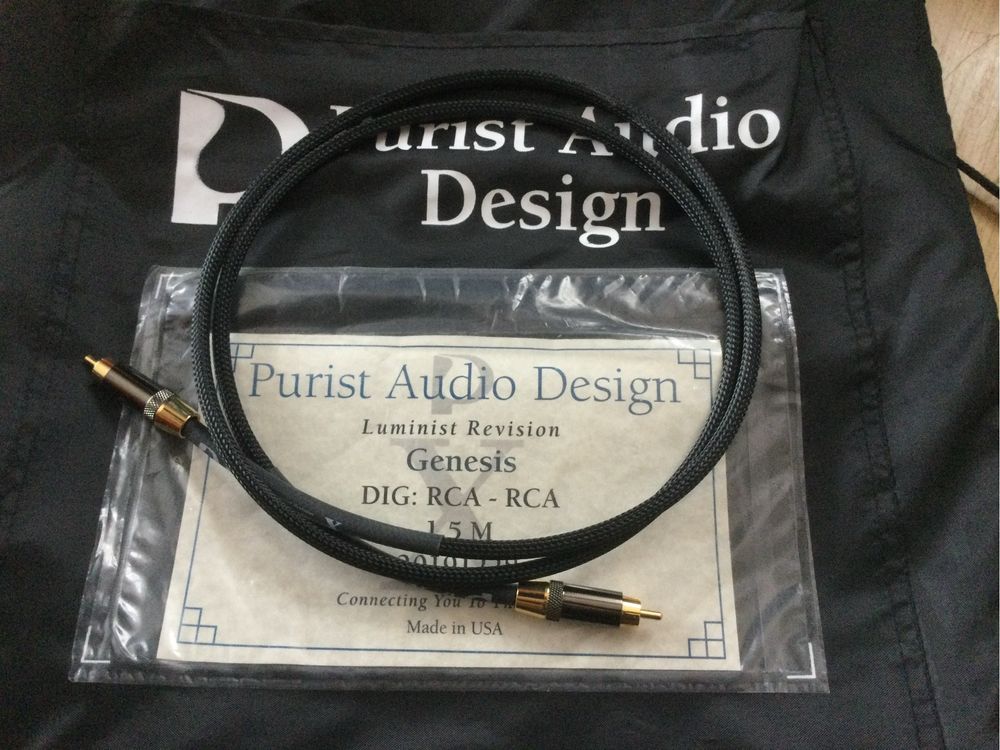 Purist Audio
Design
Purist Audio Design
Luminist Revision
Genesis
DIG: RCA - RCA
1.5 M
Connecting You To
Made in USA